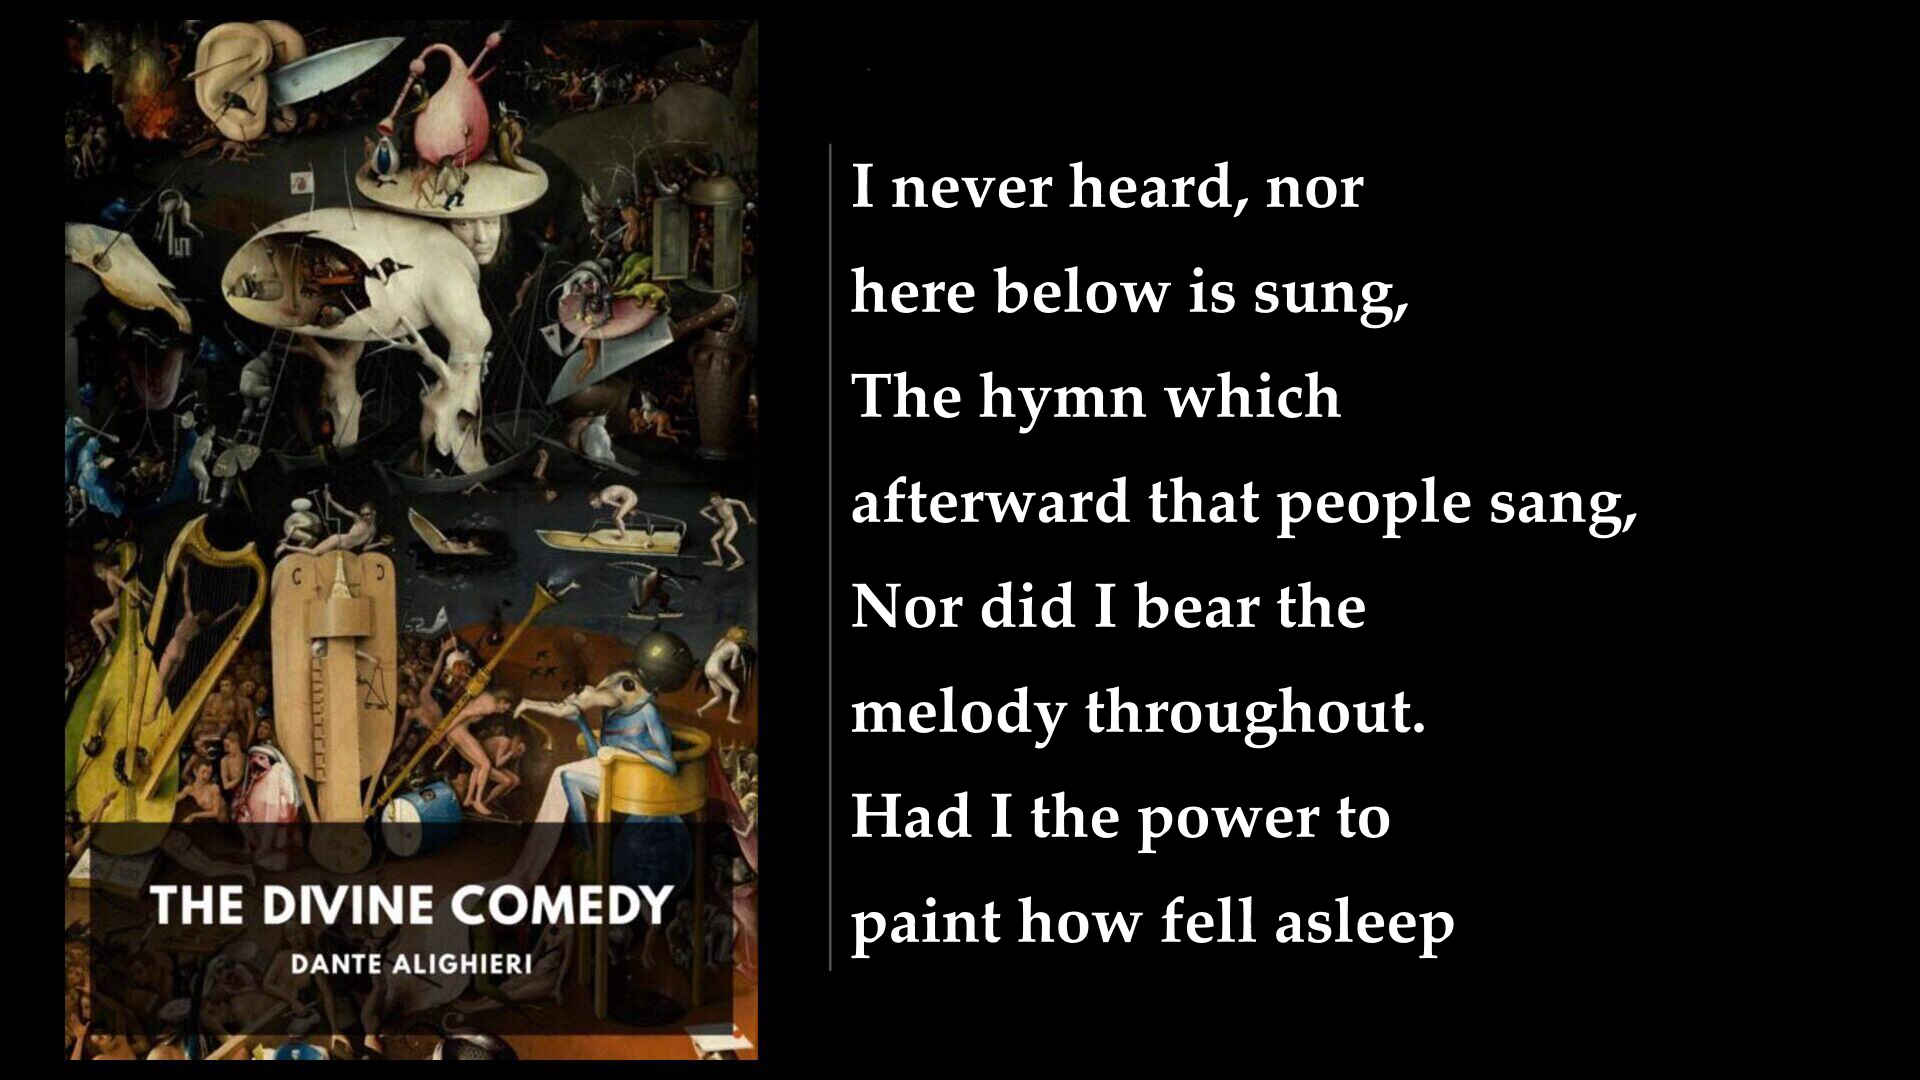 THE DIVINE COMEDY
DANTE ALIGHIERI
I never heard, nor
here below is sung,
The hymn which
afterward that people sang,
Nor did I bear the
melody throughout.
Had I the power to
paint how fell asleep